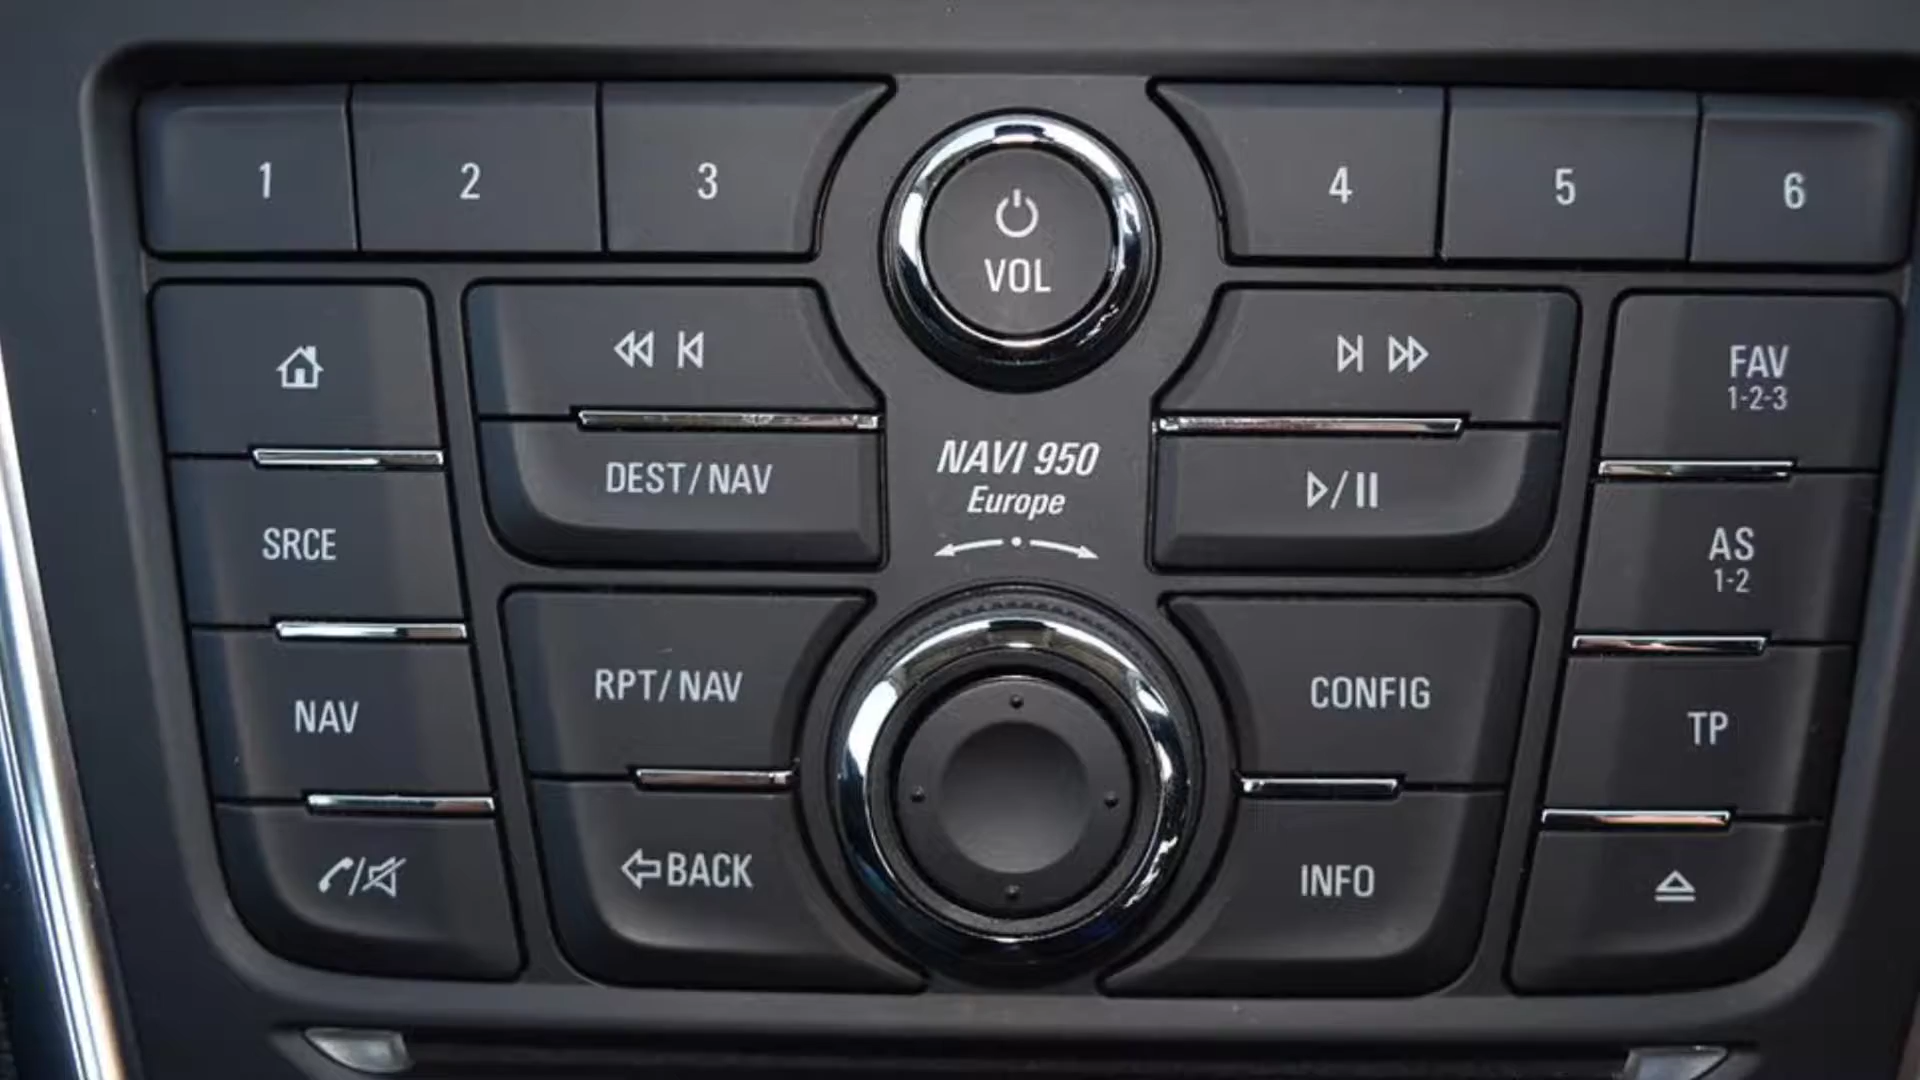 1 2 3 VOL 4 5 6
FAV
1-2-3
NAVI 950
Europe
DEST/NAV
SRCE
AS
1-2
RPT/NAV
CONFIG
NAV
TP
BACK
INFO